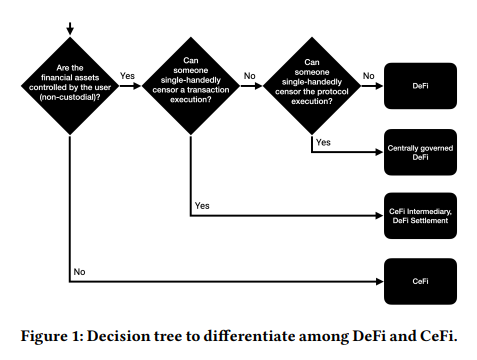 Are the
financial assets
controlled by the user
(non-custodial)?
Yes
Can
someone
single-handedly
censor a transaction
execution?
No
Can
someone
single-handedly
censor the protocol
execution?
No
DeFi
Yes
Centrally governed
DeFi
Yes
CeFi Intermediary,
DeFi Settlement
No
CeFi
Figure 1: Decision tree to differentiate among DeFi and CeFi.